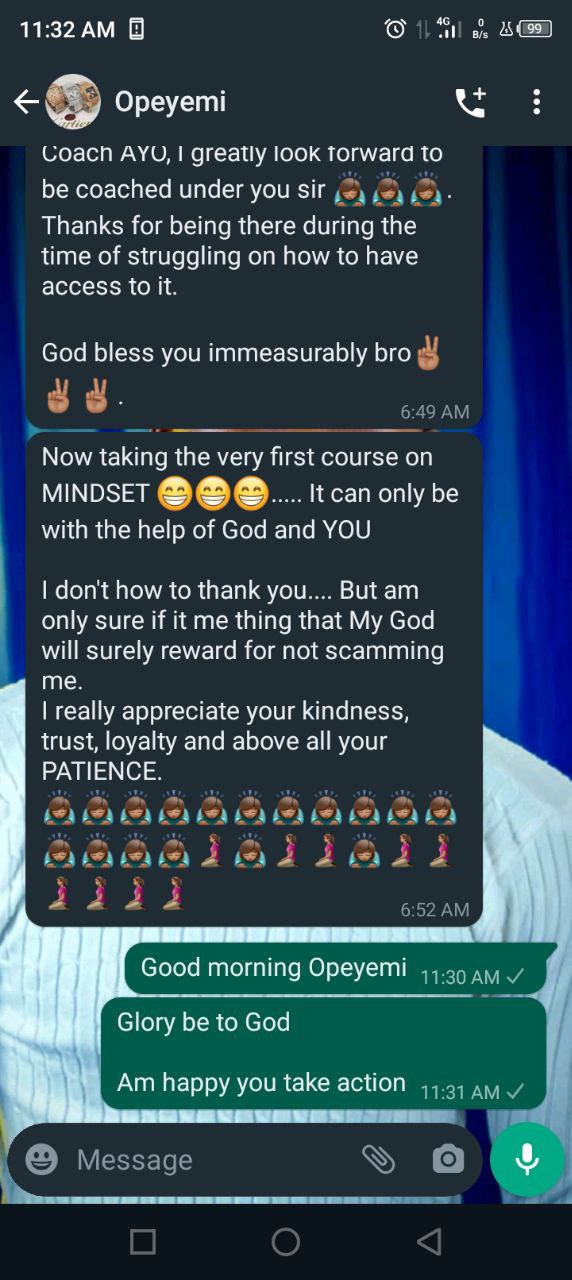 11:32 AM
4G
0
B/s
99
Opeyemi
Cartier
Coach AYO, I greatly look forward to
be coached under you sir 🙇🏽‍♀️🙇🏽‍♀️🙇🏽‍♀️.
Thanks for being there during the
time of struggling on how to have
access to it.
God bless you immeasurably bro✌🏽
✌🏽✌🏽.
6:49 AM
Now taking the very first course on
MINDSET 😁😁😁..... It can only be
with the help of God and YOU
I don't how to thank you.... But am
only sure if it me thing that My God
will surely reward for not scamming
me.
I really appreciate your kindness,
trust, loyalty and above all your
PATIENCE.
🙇🏽‍♀️🙇🏽‍♀️🙇🏽‍♀️🙇🏽‍♀️🙇🏽‍♀️🙇🏽‍♀️🙇🏽‍♀️🙇🏽‍♀️🙇🏽‍♀️🙇🏽‍♀️🙇🏽‍♀️
🙇🏽‍♀️🙇🏽‍♀️🙇🏽‍♀️🙇🏽‍♀️🧎🏽‍♀️🙇🏽‍♀️🧎🏽‍♀️🧎🏽‍♀️🙇🏽‍♀️🧎🏽‍♀️🧎🏽‍♀️
🧎🏽‍♀️🧎🏽‍♀️🧎🏽‍♀️🧎🏽‍♀️
6:52 AM
Good morning Opeyemi 11:30 AM ✓
Glory be to God
Am happy you take action 11:31 AM ✓
Message